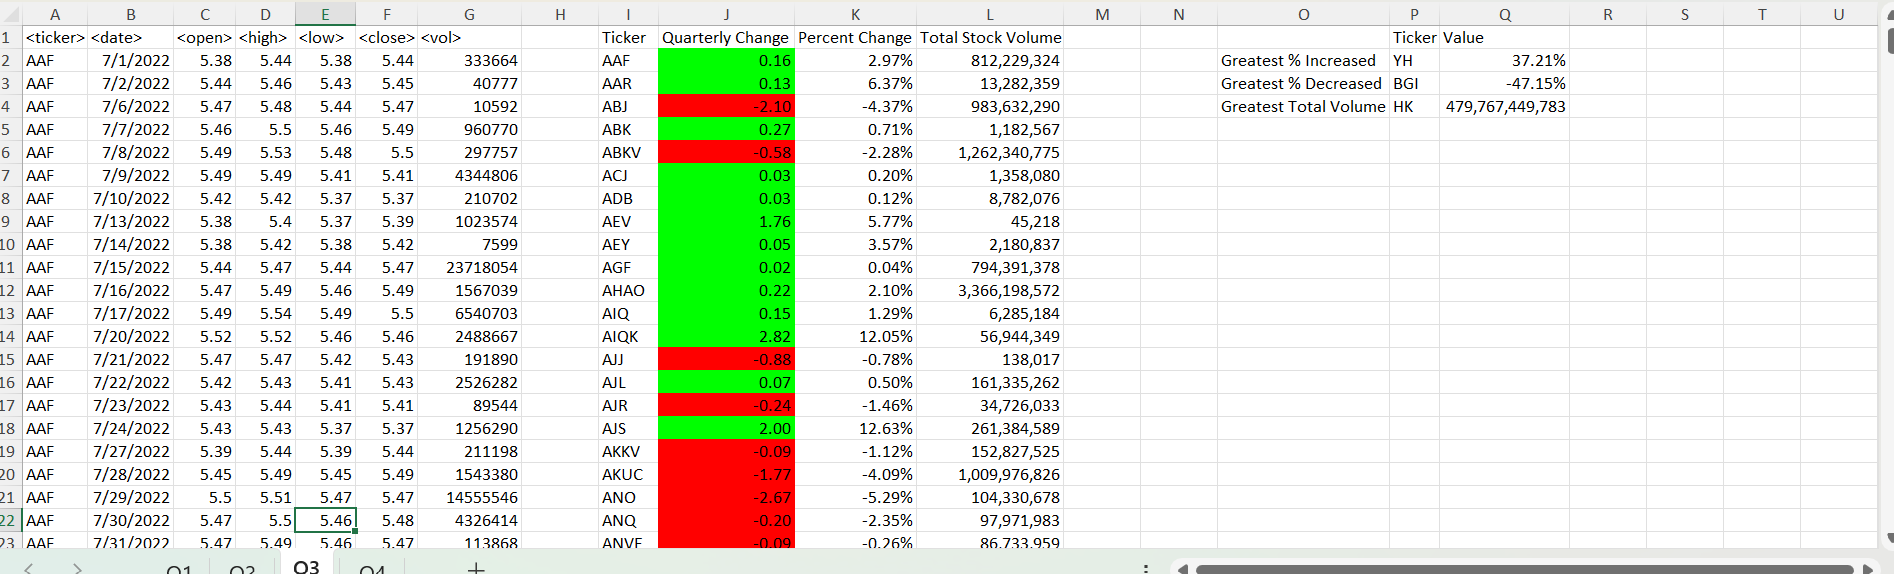 A B C D E F G H I J K L M N O P Q R S T U
1 <ticker> <date> <open> <high> <low> <close> <vol> Ticker Quarterly Change Percent Change Total Stock Volume Ticker Value
2 AAF 7/1/2022 5.38 5.44 5.38 5.44 333664 AAF 0.16 2.97% 812,229,324 Greatest % Increased YH 37.21%
3 AAF 7/2/2022 5.44 5.46 5.43 5.45 40777 AAR 0.13 6.37% 13,282,359 Greatest % Decreased BGI -47.15%
4 AAF 7/6/2022 5.47 5.48 5.44 5.47 10592 ABJ -2.10 -4.37% 983,632,290 Greatest Total Volume HK 479,767,449,783
5 AAF 7/7/2022 5.46 5.5 5.46 5.49 960770 ABK 0.27 0.71% 1,182,567
6 AAF 7/8/2022 5.49 5.53 5.48 5.5 297757 ABKV -0.58 -2.28% 1,262,340,775
7 AAF 7/9/2022 5.49 5.49 5.41 5.41 4344806 ACJ 0.03 0.20% 1,358,080
8 AAF 7/10/2022 5.42 5.42 5.37 5.37 210702 ADB 0.03 0.12% 8,782,076
9 AAF 7/13/2022 5.38 5.4 5.37 5.39 1023574 AEV 1.76 5.77% 45,218
10 AAF 7/14/2022 5.38 5.42 5.38 5.42 7599 AEY 0.05 3.57% 2,180,837
11 AAF 7/15/2022 5.44 5.47 5.44 5.47 23718054 AGF 0.02 0.04% 794,391,378
12 AAF 7/16/2022 5.47 5.49 5.46 5.49 1567039 AHAO 0.22 2.10% 3,366,198,572
13 AAF 7/17/2022 5.49 5.54 5.49 5.5 6540703 AIQ 0.15 1.29% 6,285,184
14 AAF 7/20/2022 5.52 5.52 5.46 5.46 2488667 AIQK 2.82 12.05% 56,944,349
15 AAF 7/21/2022 5.47 5.47 5.42 5.43 191890 AJJ -0.88 -0.78% 138,017
16 AAF 7/22/2022 5.42 5.43 5.41 5.43 2526282 AJL 0.07 0.50% 161,335,262
17 AAF 7/23/2022 5.43 5.44 5.41 5.41 89544 AJR -0.24 -1.46% 34,726,033
18 AAF 7/24/2022 5.43 5.43 5.37 5.37 1256290 AJS 2.00 12.63% 261,384,589
19 AAF 7/27/2022 5.39 5.44 5.39 5.44 211198 AKKV -0.09 -1.12% 152,827,525
20 AAF 7/28/2022 5.45 5.49 5.45 5.49 1543380 AKUC -1.77 -4.09% 1,009,976,826
21 AAF 7/29/2022 5.5 5.51 5.47 5.47 14555546 ANO -2.67 -5.29% 104,330,678
22 AAF 7/30/2022 5.47 5.5 5.46 5.48 4326414 ANQ -0.20 -2.35% 97,971,983
23 AAF 7/31/2022 5.47 5.49 5.46 5.47 113868 ANVF -0.09 -0.26% 86,733,959
Q1 Q2 Q3 Q4